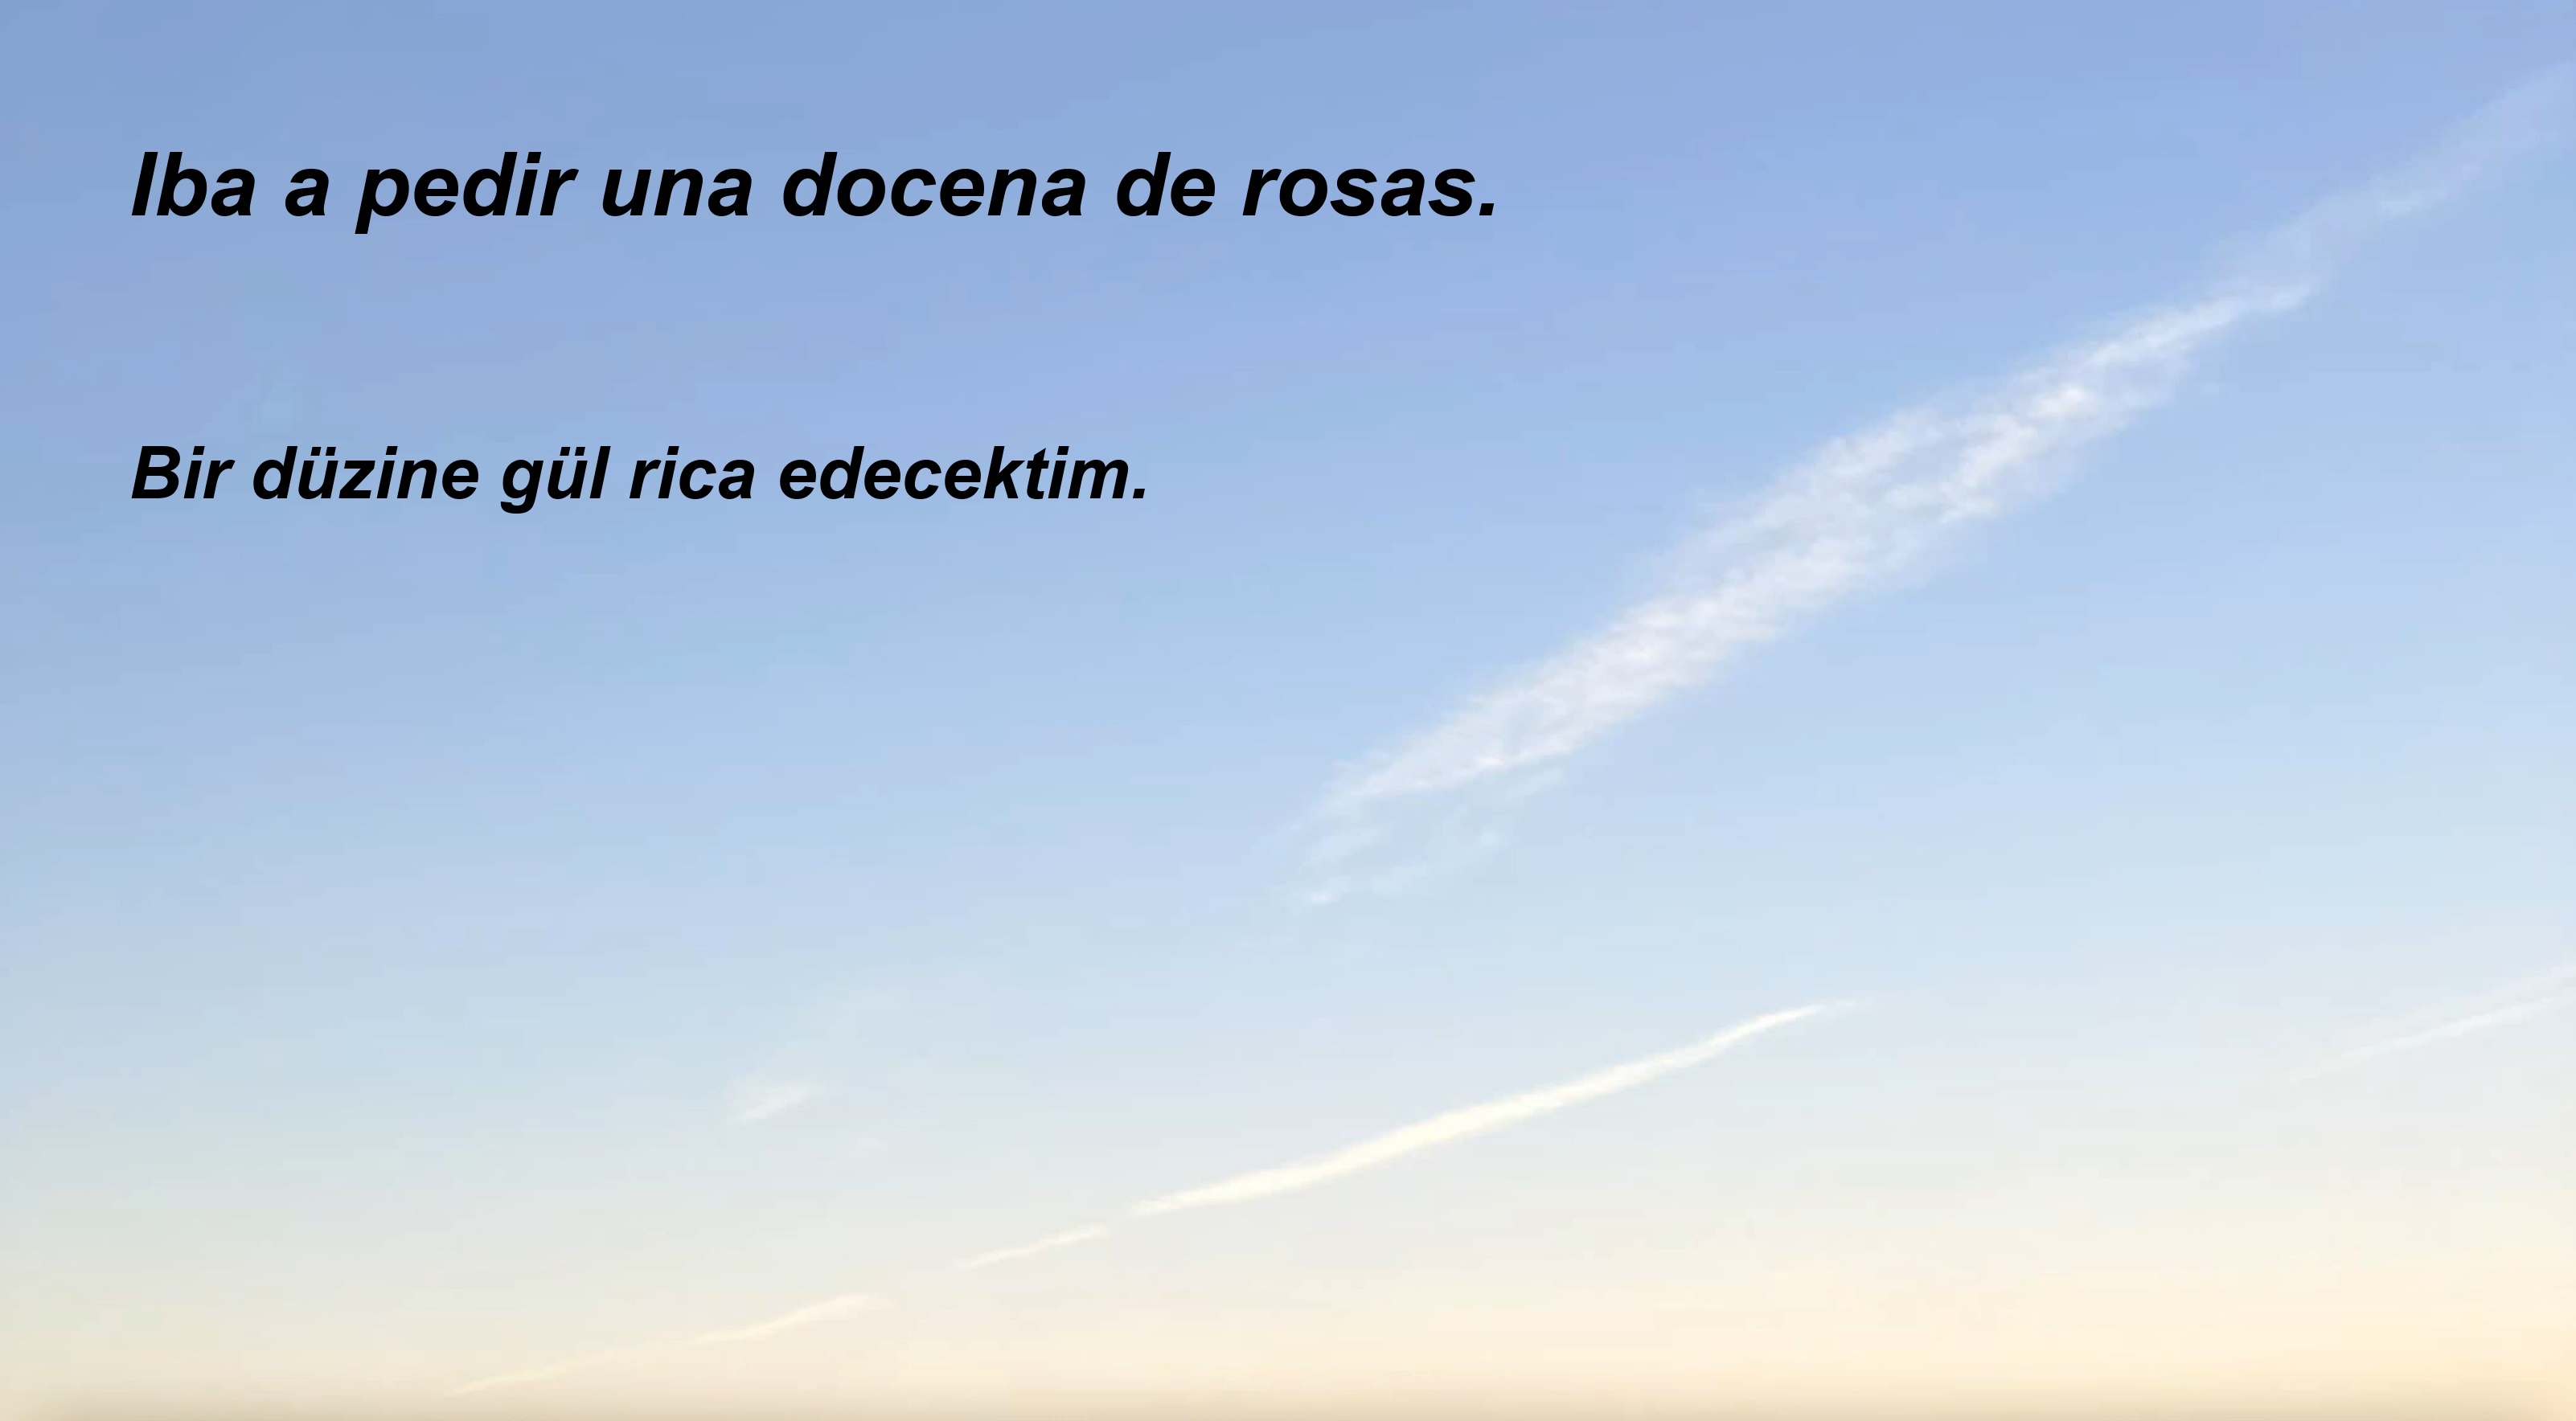 Iba a pedir una docena de rosas.
Bir düzine gül rica edecektim.